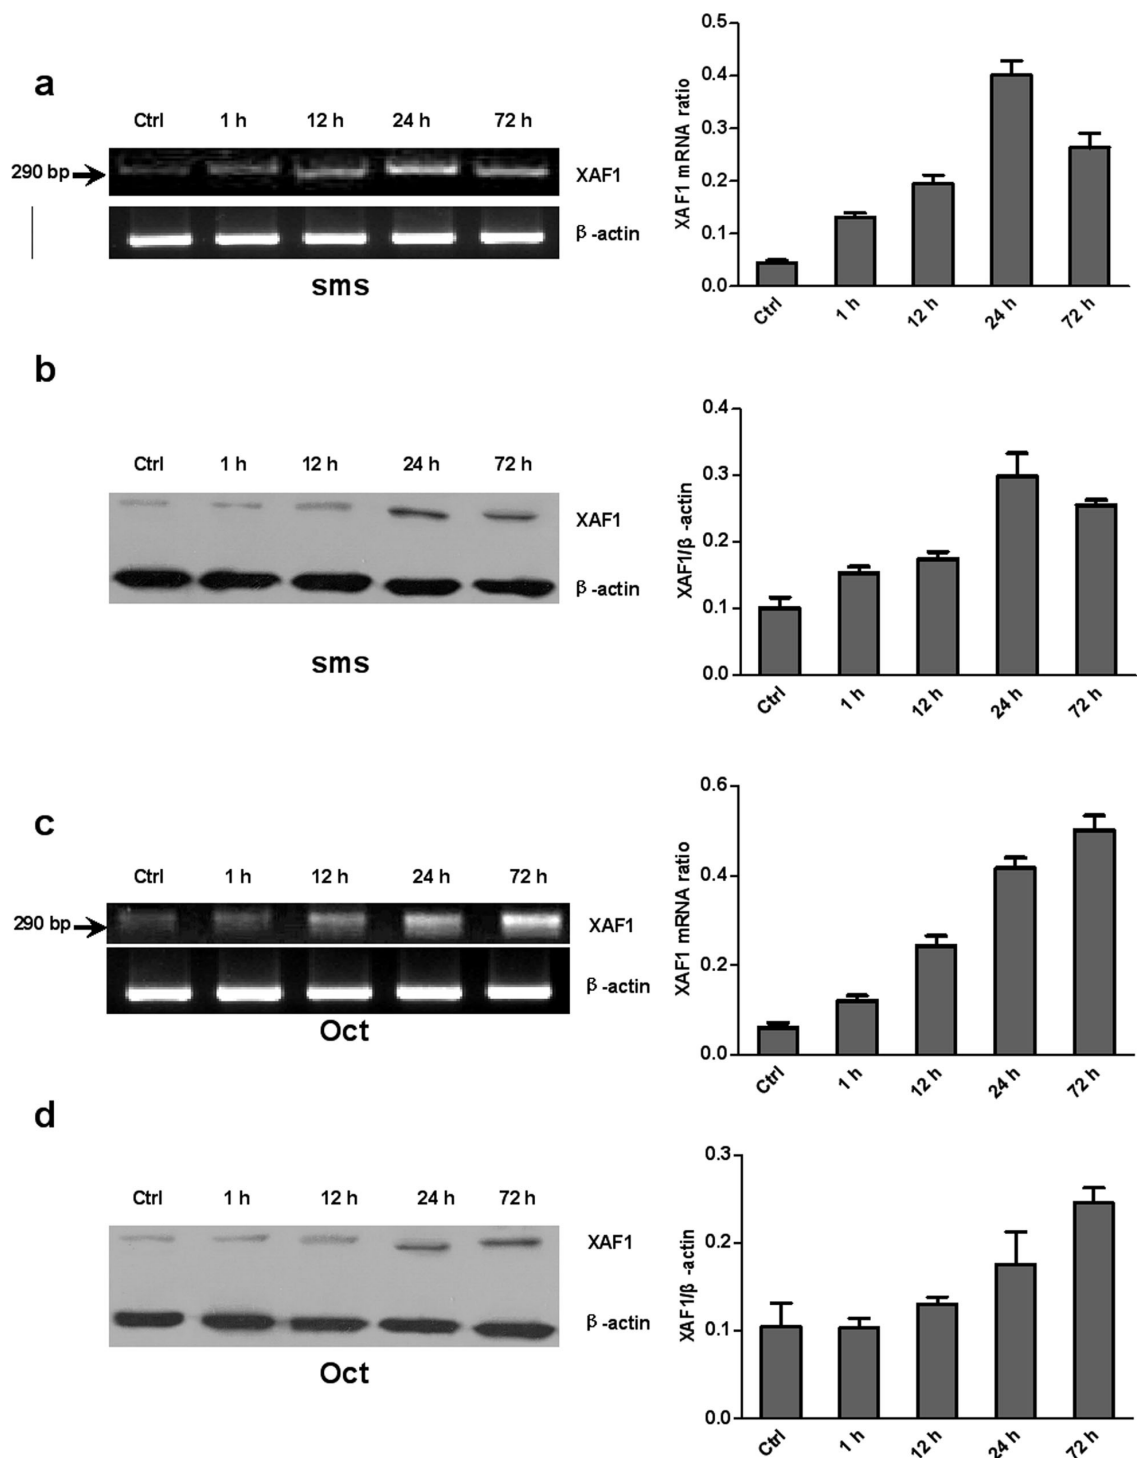 a
Ctrl 1 h 12 h 24 h 72 h
290 bp XAF1
β-actin
sms
XAF1 mRNA ratio
0.5
0.4
0.3
0.2
0.1
0.0
Ctrl 1 h 12 h 24 h 72 h
b
Ctrl 1 h 12 h 24 h 72 h
XAF1
β-actin
sms
XAF1/β-actin
0.4
0.3
0.2
0.1
0.0
Ctrl 1 h 12 h 24 h 72 h
c
Ctrl 1 h 12 h 24 h 72 h
290 bp XAF1
β-actin
Oct
XAF1 mRNA ratio
0.6
0.4
0.2
0.0
Ctrl 1 h 12 h 24 h 72 h
d
Ctrl 1 h 12 h 24 h 72 h
XAF1
β-actin
Oct
XAF1/β-actin
0.3
0.2
0.1
0.0
Ctrl 1 h 12 h 24 h 72 h